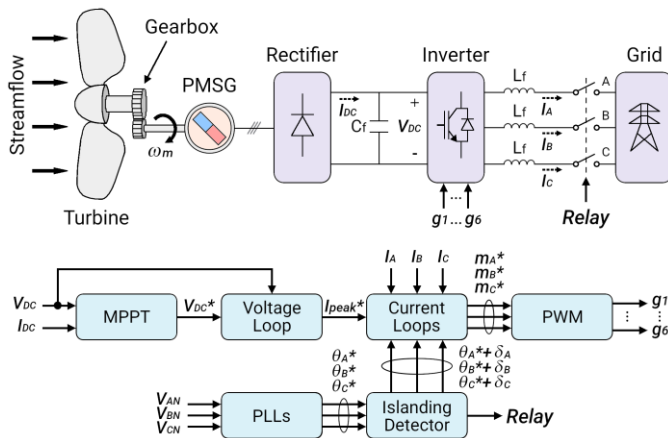 Gearbox
Streamflow
PMSG
ωm
Turbine
Rectifier
Inverter
Grid
IDC
Cf
+
VDC
-
g1... g6
Lf
IA
A
Lf
IB
B
Lf
IC
C
Relay
IA IB IC
mA*
mB*
mC*
VDC
IDC
MPPT
VDC*
Voltage
Loop
Ipeak*
Current
Loops
PWM
g1
g6
θA*
θB*
θC*
θA*+ δA
θB*+ δB
θC*+ δC
VAN
VBN
VCN
PLLs
Islanding
Detector
Relay